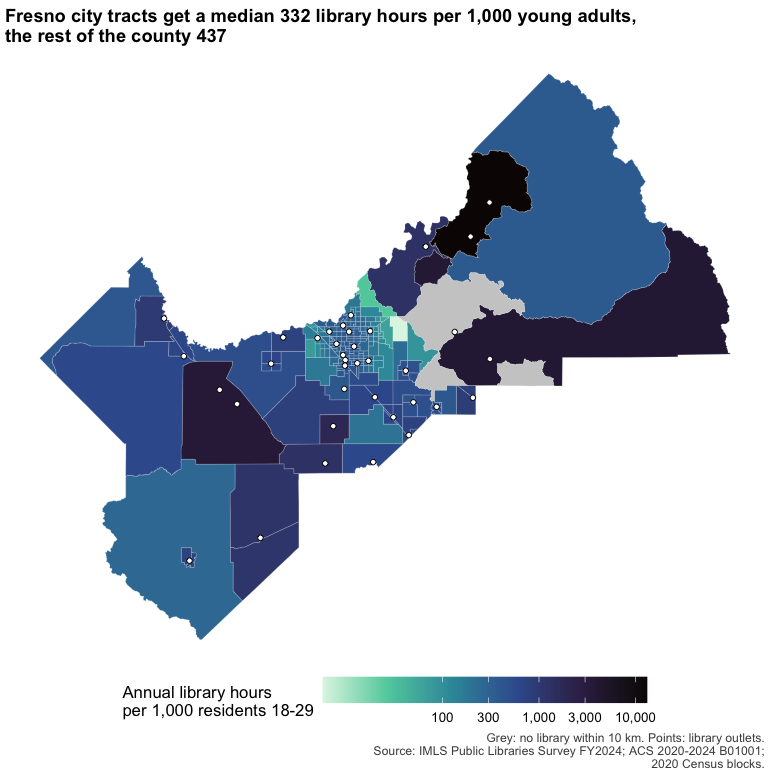 Fresno city tracts get a median 332 library hours per 1,000 young adults,
the rest of the county 437
Annual library hours
per 1,000 residents 18-29
100 300 1,000 3,000 10,000
Grey: no library within 10 km. Points: library outlets.
Source: IMLS Public Libraries Survey FY2024; ACS 2020-2024 B01001;
2020 Census blocks.